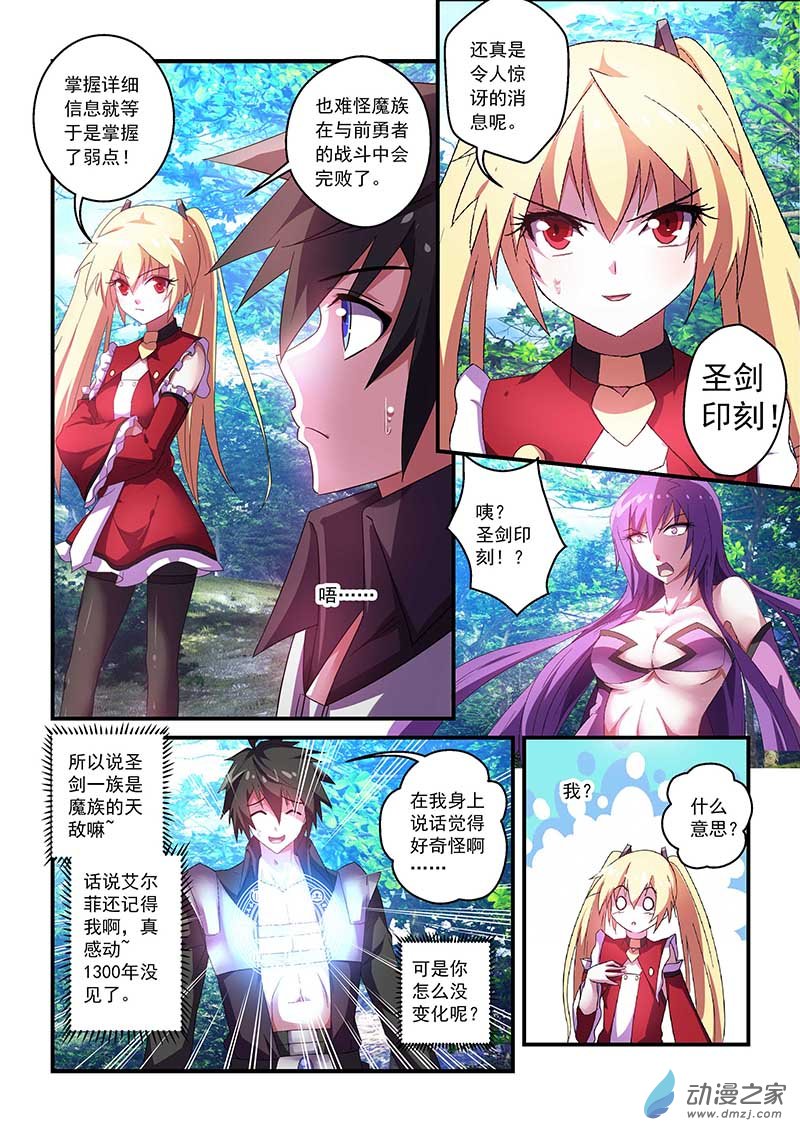 掌握详细
信息就等
于是掌握
了弱点！
也难怪魔族
在与前勇者
的战斗中会
完败了。
唔……
还真是
令人惊
讶的消
息呢。
圣剑
印刻！
咦？
圣剑印
刻！？
所以说圣
剑一族是
魔族的天
敌嘛~
话说艾尔
菲还记得
我啊，真
感动~
1300年没
见了。
在我身上
说话觉得
好奇怪啊
……
可是你
怎么没
变化呢？
我？
什么
意思？
动漫之家
www.dmzj.com